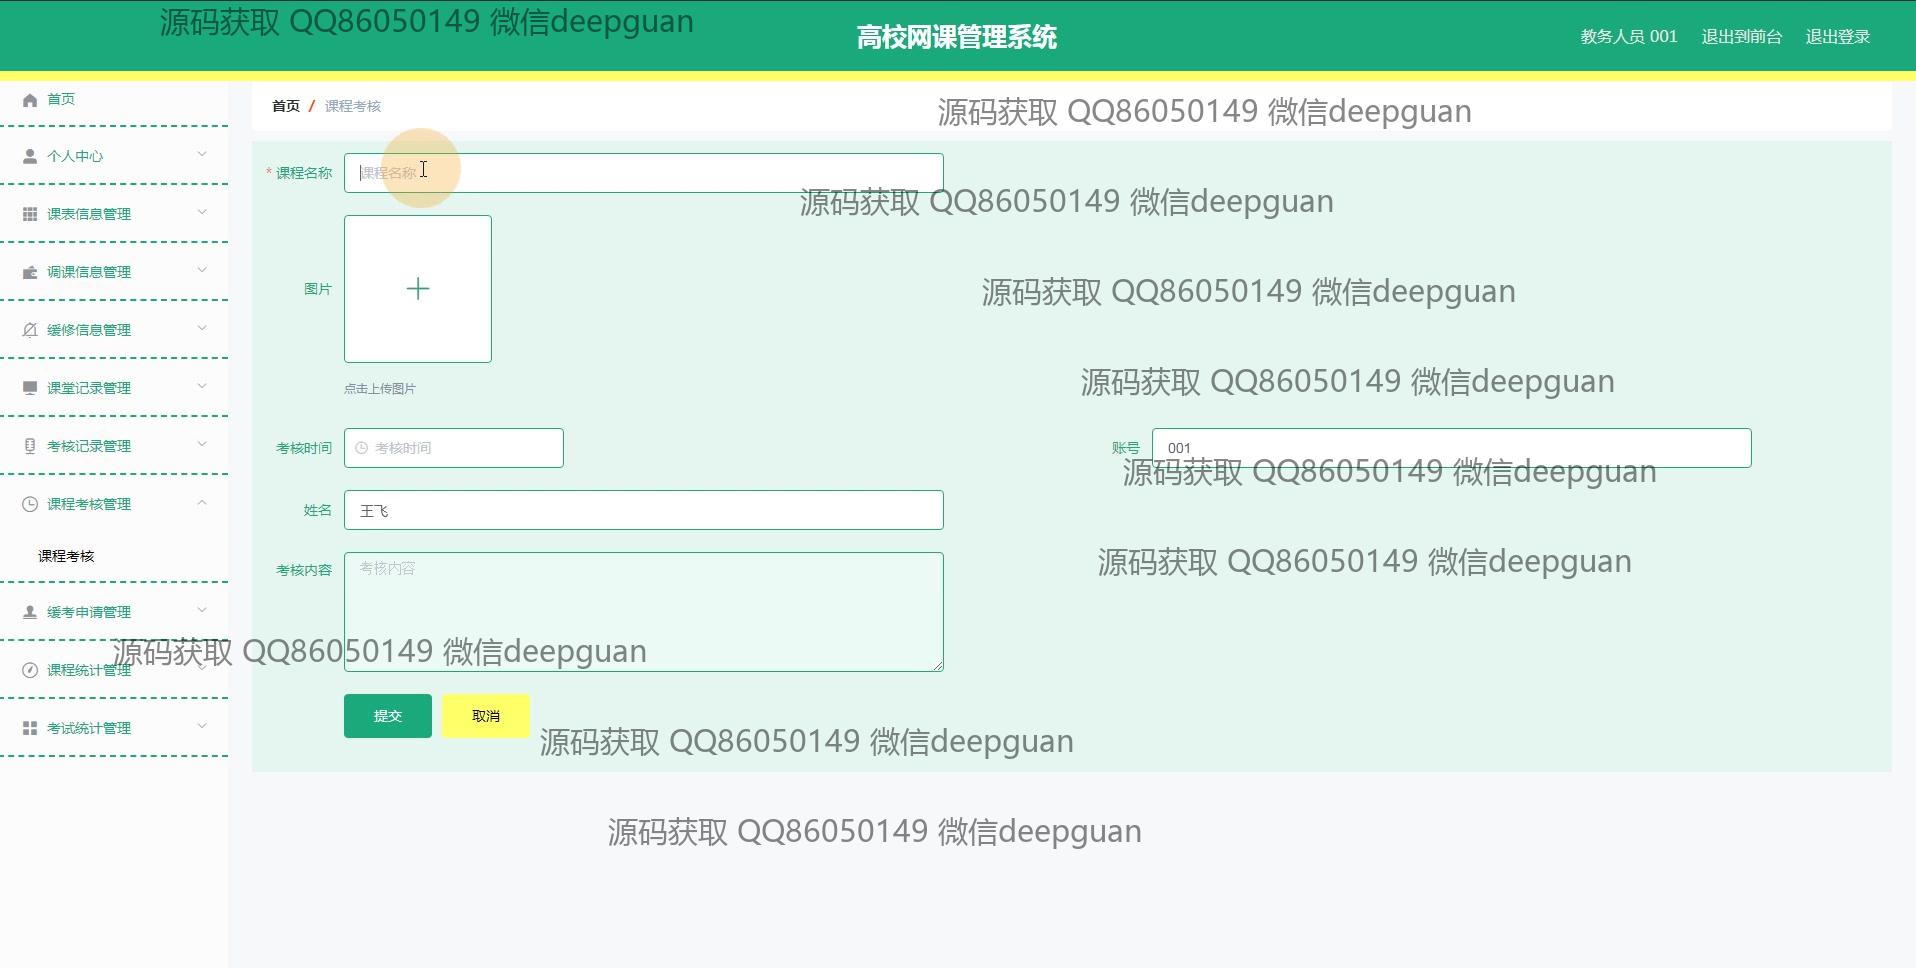 源码获取 QQ86050149 微信deepguan
高校网课管理系统
教务人员 001 退出到前台 退出登录
首页
首页 / 课程考核
源码获取 QQ86050149 微信deepguan
个人中心
* 课程名称 课程名称
源码获取 QQ86050149 微信deepguan
课表信息管理
调课信息管理
图片
源码获取 QQ86050149 微信deepguan
缓修信息管理
课堂记录管理
点击上传图片
源码获取 QQ86050149 微信deepguan
考核记录管理
考核时间 考核时间
账号 001
源码获取 QQ86050149 微信deepguan
课程考核管理
姓名 王飞
课程考核
考核内容 考核内容
源码获取 QQ86050149 微信deepguan
缓考申请管理
源码获取 QQ86050149 微信deepguan
课程统计管理
提交 取消
考试统计管理
源码获取 QQ86050149 微信deepguan
源码获取 QQ86050149 微信deepguan